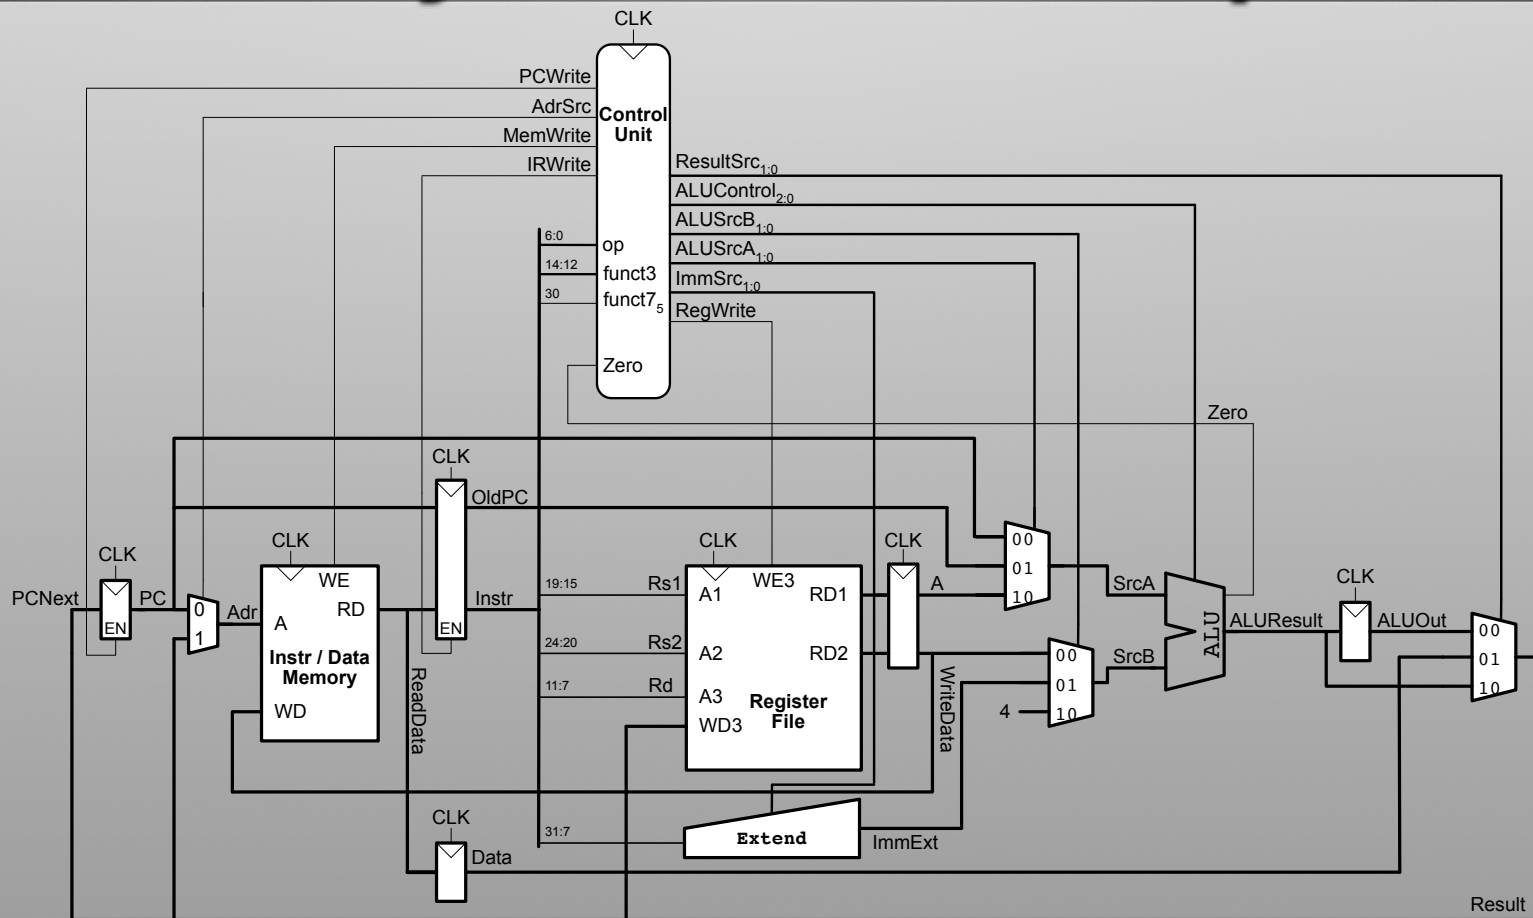 CLK
PCWrite
AdrSrc
MemWrite
IRWrite
Control
Unit
ResultSrc1:0
ALUControl2:0
ALUSrcB1:0
ALUSrcA1:0
ImmSrc1:0
RegWrite
6:0
op
14:12
funct3
30
funct75
Zero
Zero
CLK
OldPC
CLK
PCNext
EN
PC
0
1
Adr
CLK
WE
A
RD
Instr / Data
Memory
WD
EN
Instr
ReadData
19:15
Rs1
24:20
Rs2
11:7
Rd
CLK
WE3
A1
RD1
A2
RD2
A3
WD3
Register
File
CLK
A
WriteData
00
01
10
00
01
10
4
SrcA
SrcB
ALU
ALUResult
CLK
ALUOut
00
01
10
31:7
Extend
ImmExt
CLK
Data
Result